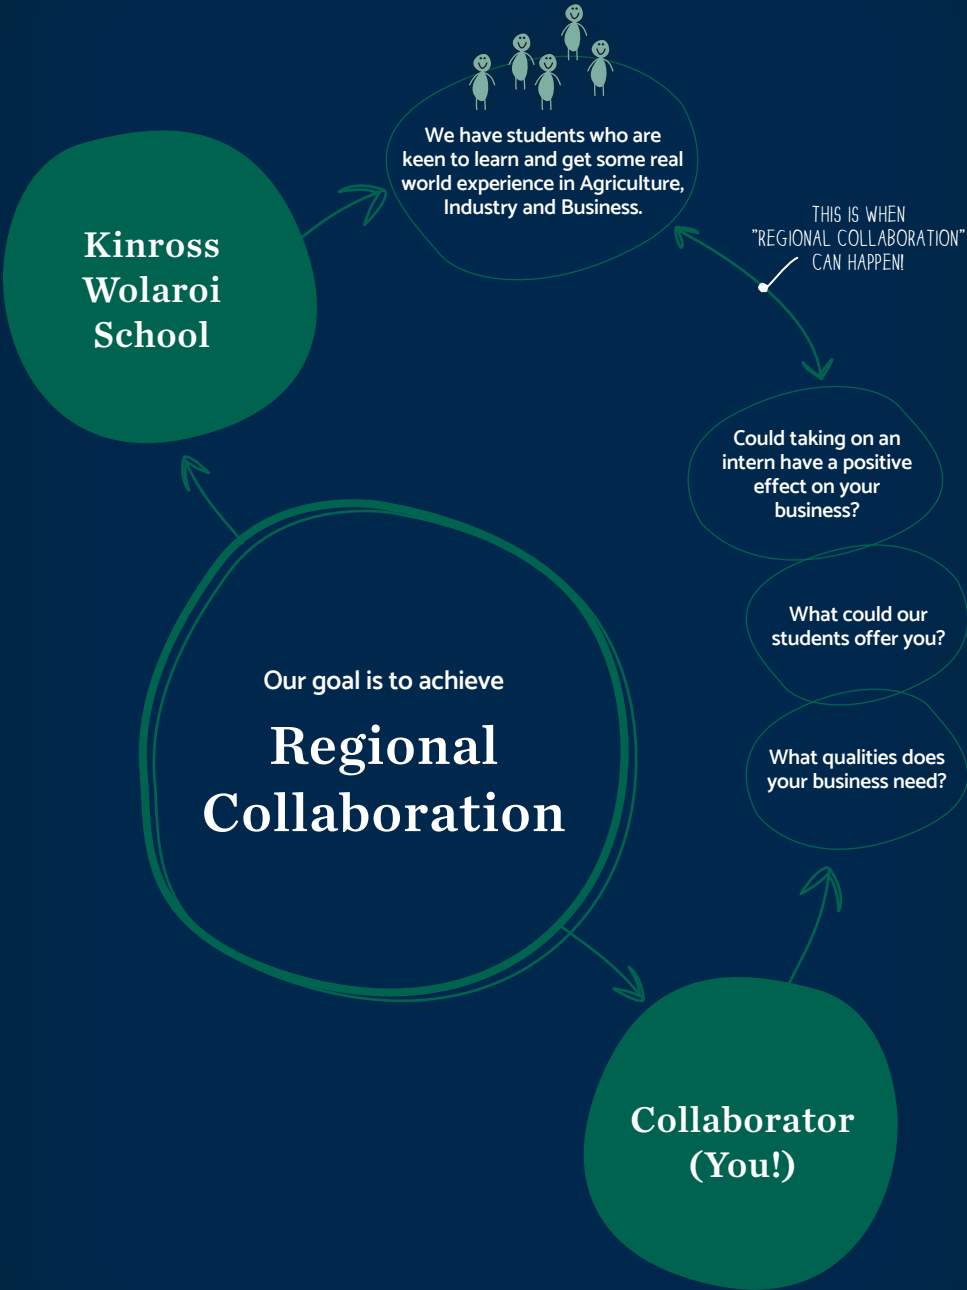 We have students who are
keen to learn and get some real
world experience in Agriculture,
Industry and Business.
THIS IS WHEN
"REGIONAL COLLABORATION"
CAN HAPPEN!
Kinross
Wolaroi
School
Could taking on an
intern have a positive
effect on your
business?
What could our
students offer you?
What qualities does
your business need?
Our goal is to achieve
Regional
Collaboration
Collaborator
(You!)